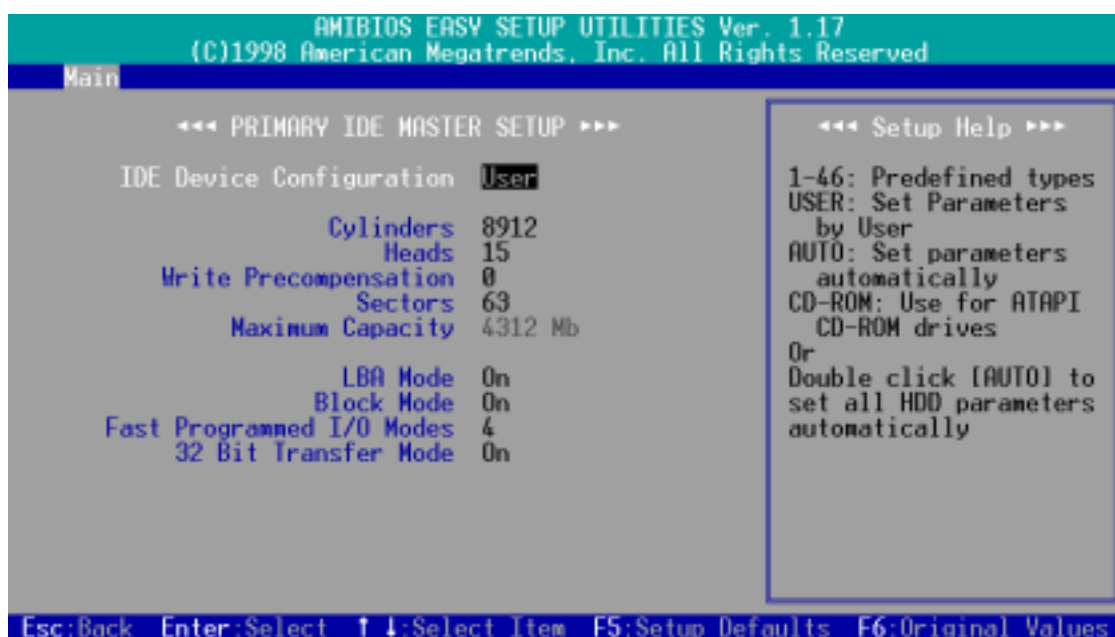 AMIBIOS EASY SETUP UTILITIES Ver. 1.17
(C)1998 American Megatrends, Inc. All Rights Reserved
Main
◄◄◄ PRIMARY IDE MASTER SETUP ►►►
IDE Device Configuration User
Cylinders 8912
Heads 15
Write Precompensation 0
Sectors 63
Maximum Capacity 4312 Mb
LBA Mode On
Block Mode On
Fast Programmed I/O Modes 4
32 Bit Transfer Mode On
◄◄◄ Setup Help ►►►
1-46: Predefined types
USER: Set Parameters
by User
AUTO: Set parameters
automatically
CD-ROM: Use for ATAPI
CD-ROM drives
Or
Double click [AUTO] to
set all HDD parameters
automatically
Esc:Back Enter:Select ↑ ↓:Select Item F5:Setup Defaults F6:Original Values